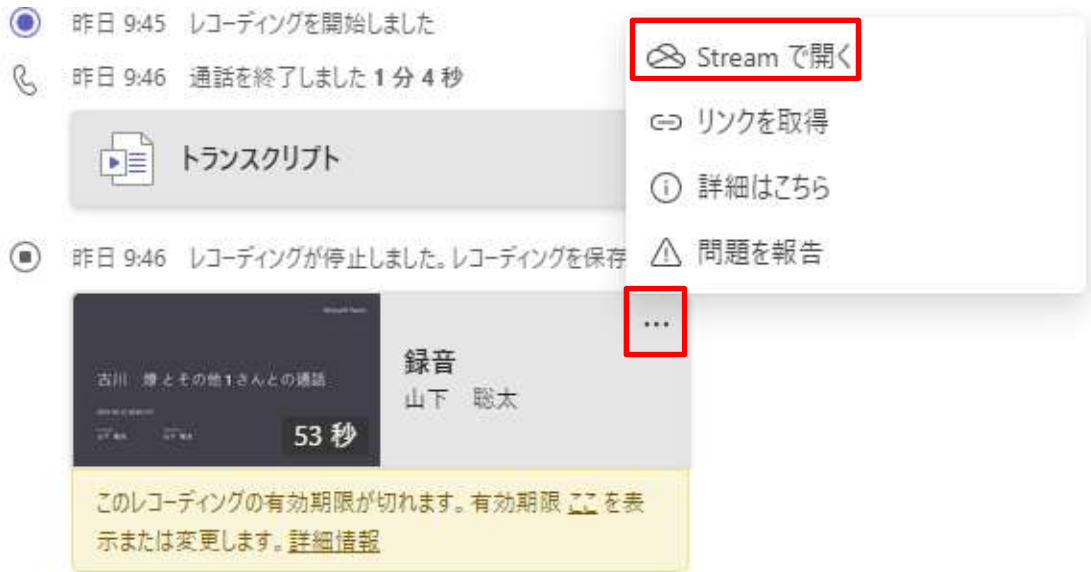 昨日 9:45 レコーディングを開始しました
昨日 9:46 通話を終了しました 1 分 4 秒
トランスクリプト
昨日 9:46 レコーディングが停止しました。レコーディングを保存
Stream で開く
リンクを取得
詳細はこちら
問題を報告
...
古川
とその他1さんとの通話
53 秒
録音
山下 聡太
このレコーディングの有効期限が切れます。有効期限 ここ を表
示または変更します。詳細情報